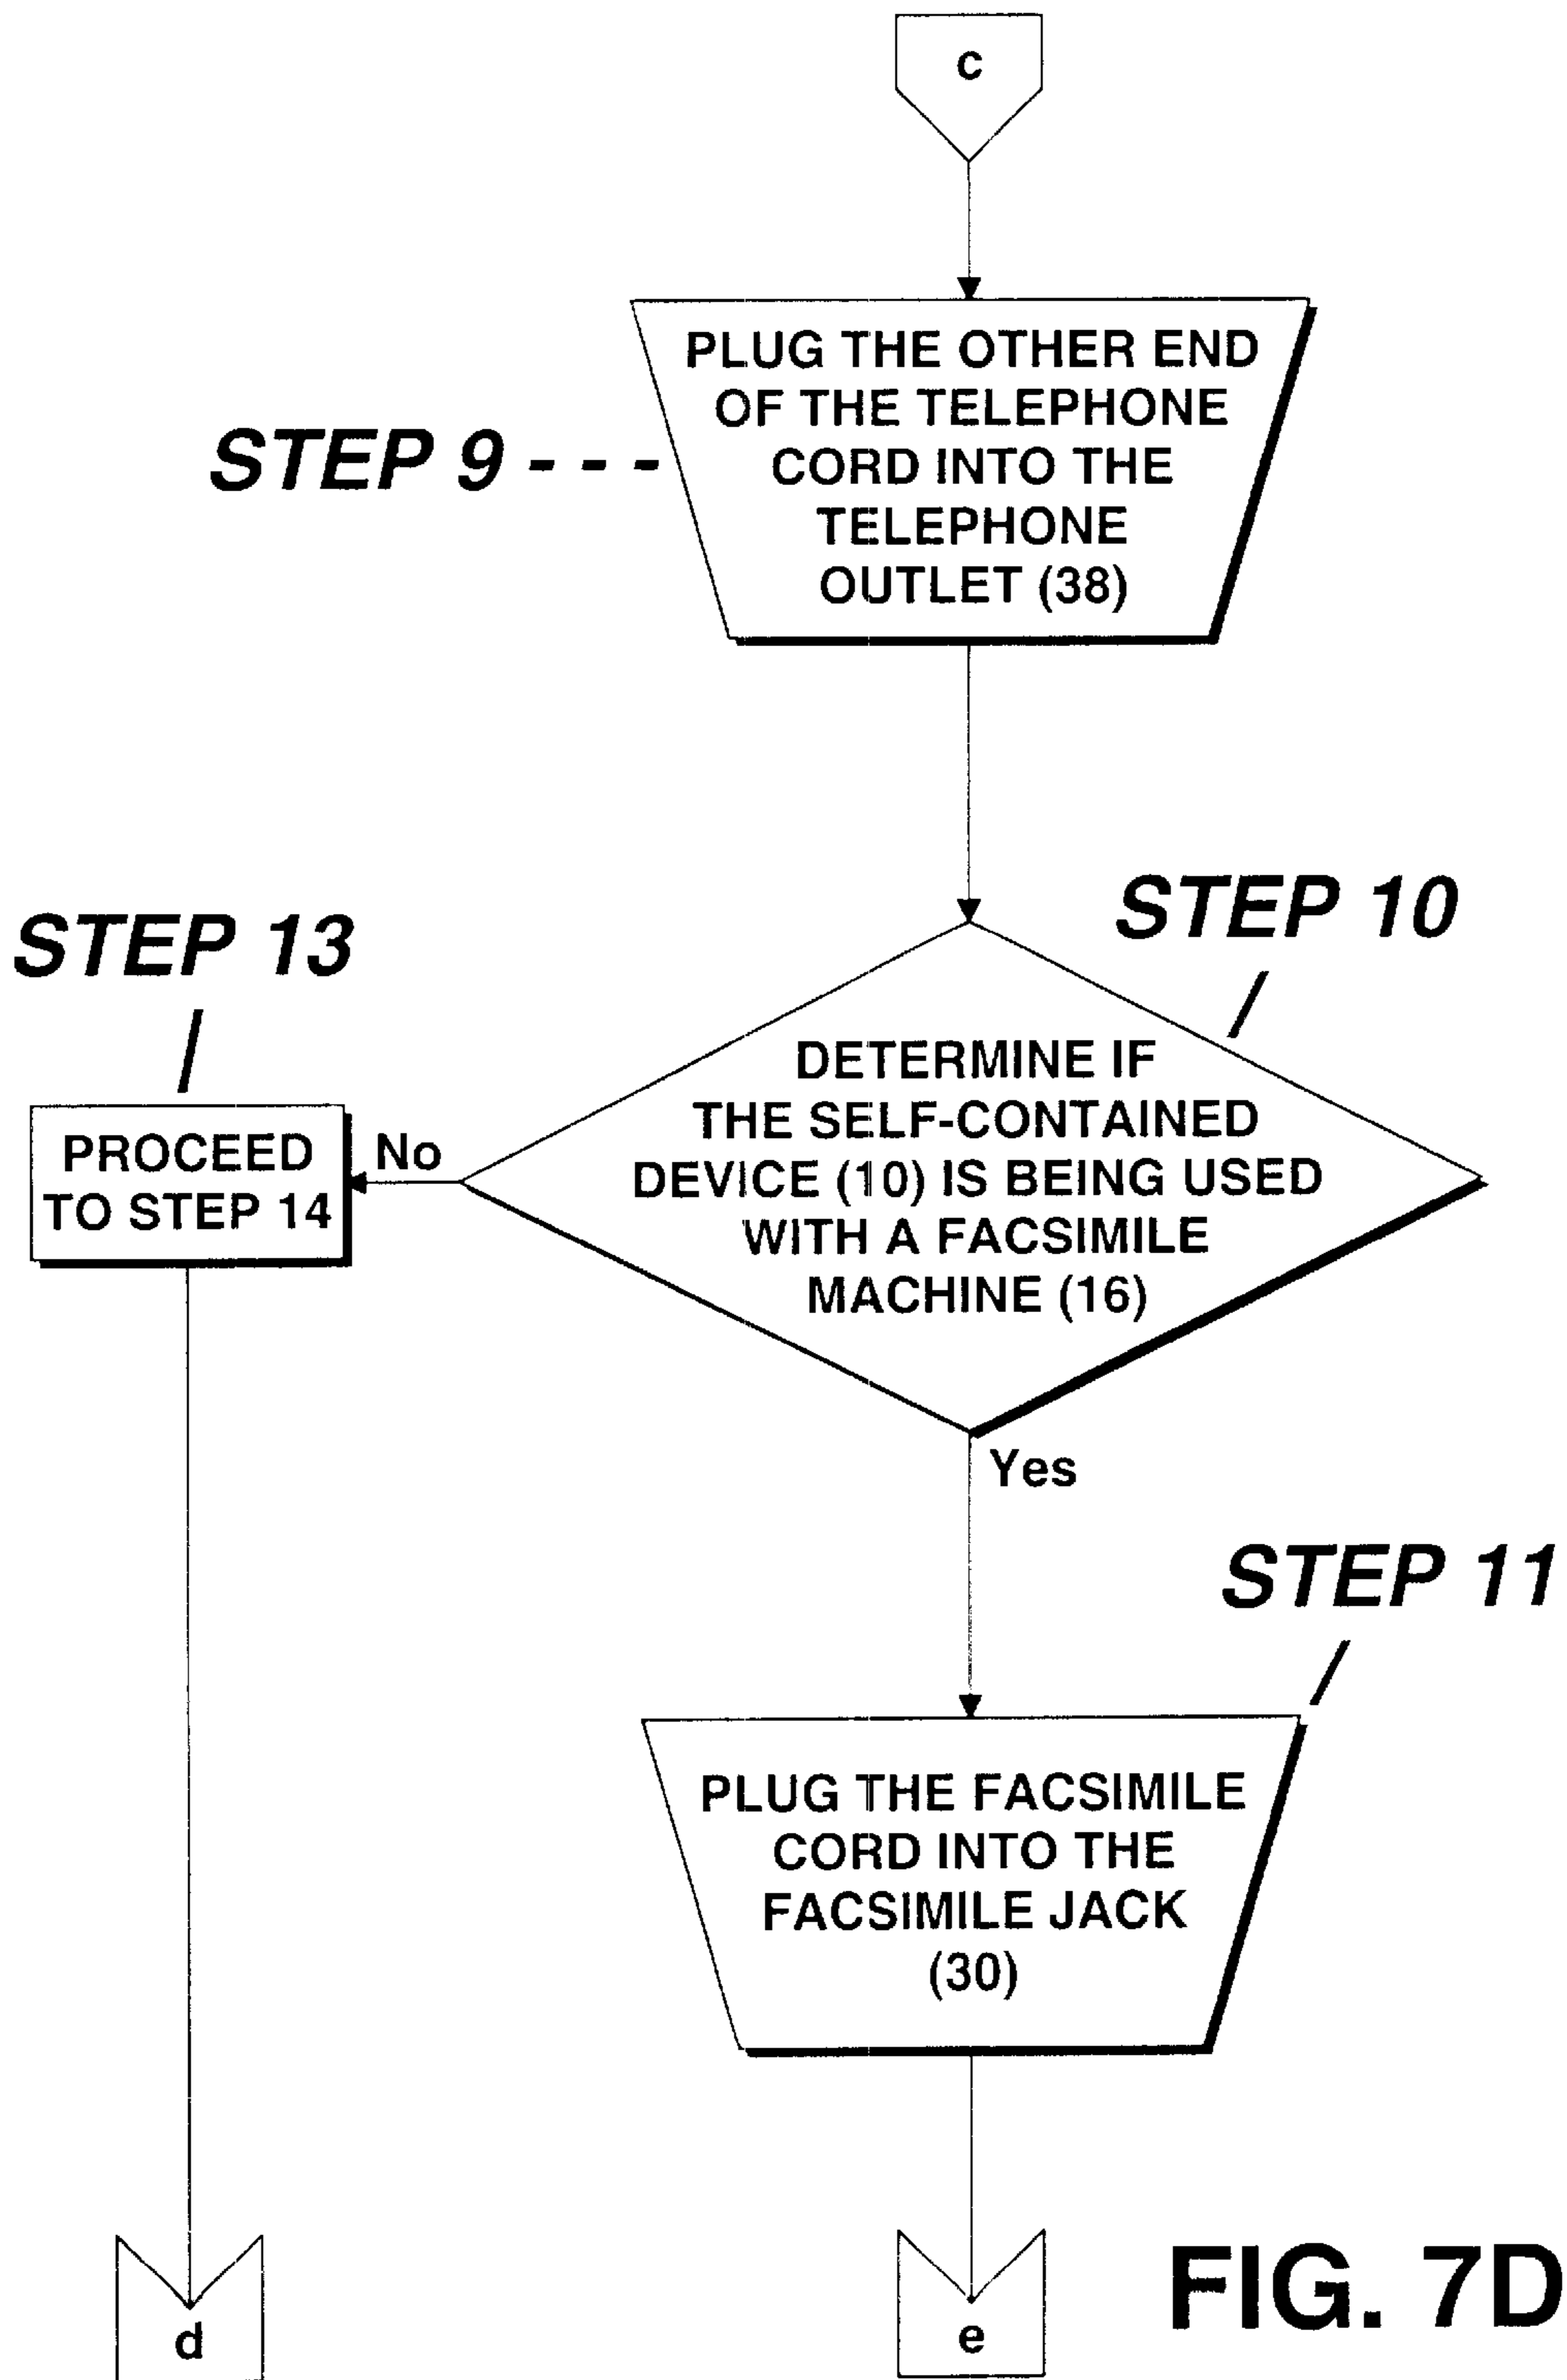 c
PLUG THE OTHER END
OF THE TELEPHONE
CORD INTO THE
TELEPHONE
OUTLET (38)
STEP 9 - - -
STEP 10
STEP 13
DETERMINE IF
THE SELF-CONTAINED
DEVICE (10) IS BEING USED
WITH A FACSIMILE
MACHINE (16)
No
PROCEED
TO STEP 14
Yes
STEP 11
PLUG THE FACSIMILE
CORD INTO THE
FACSIMILE JACK
(30)
d
e
FIG. 7D